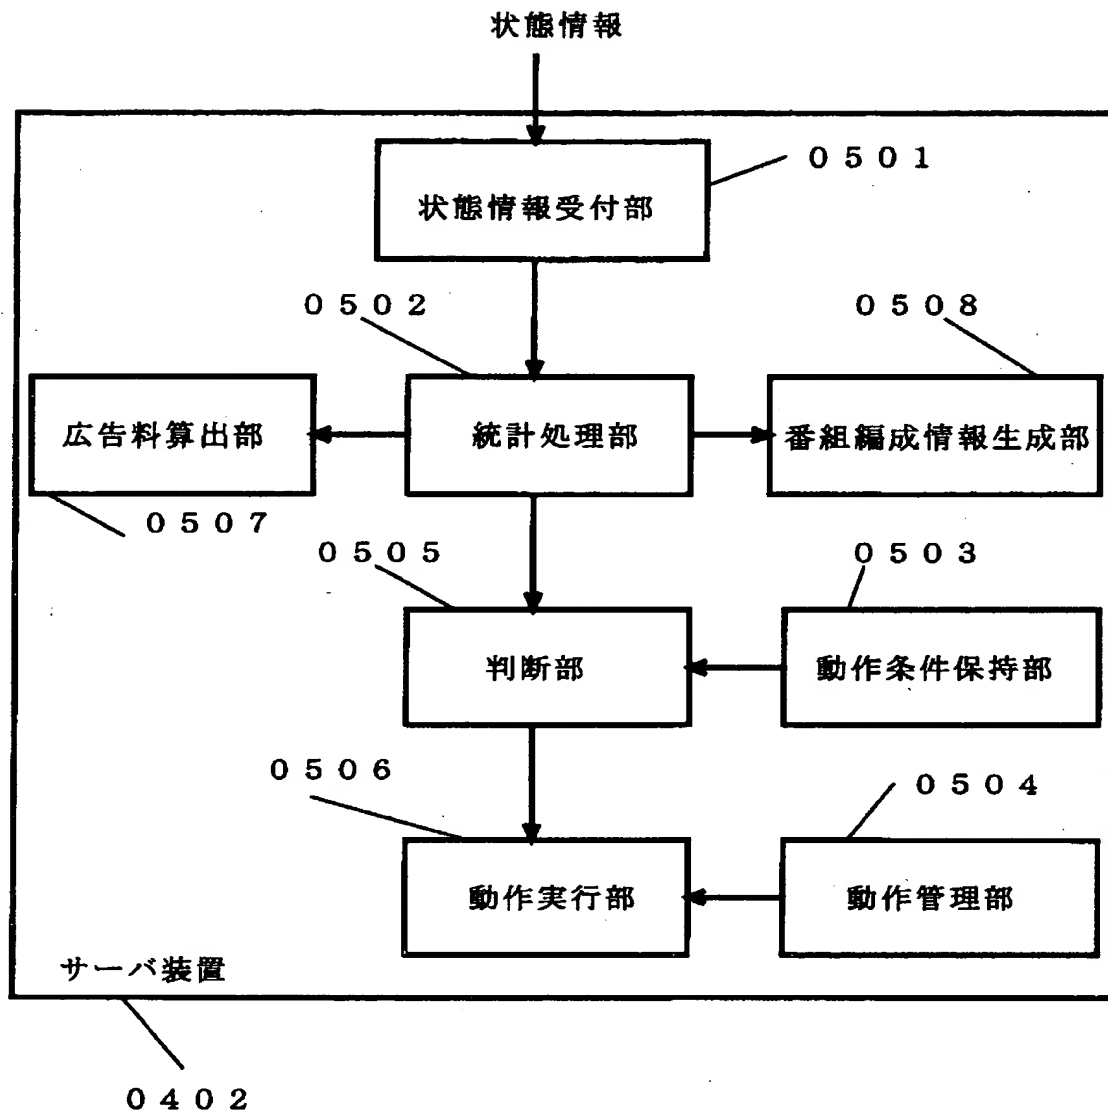 状態情報
0501
状態情報受付部
0502
0508
広告料算出部
統計処理部
番組編成情報生成部
0507
0505
0503
判断部
動作条件保持部
0506
0504
動作実行部
動作管理部
サーバ装置
0402